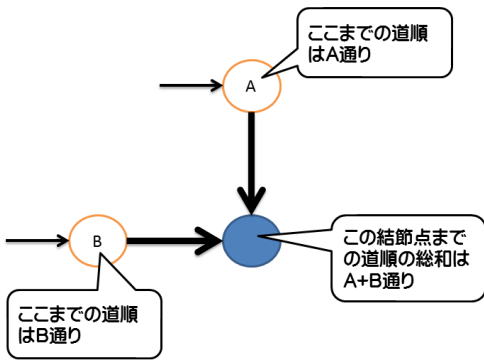 ここまでの道順
はA通り
A
B
この結節点まで
の道順の総和は
A+B通り
ここまでの道順
はB通り